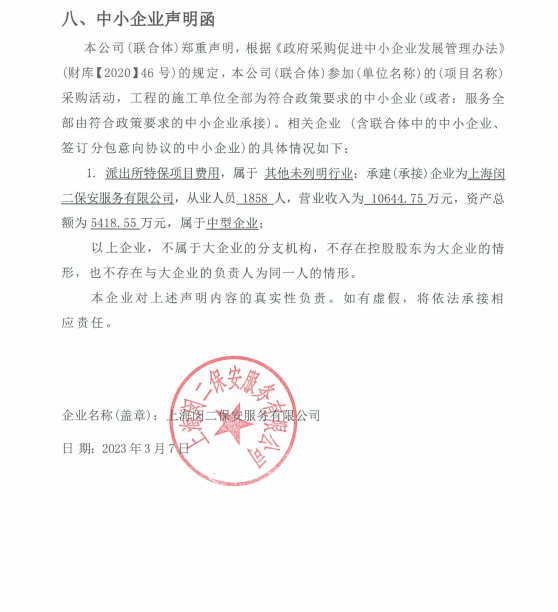 八、中小企业声明函
本公司(联合体)郑重声明，根据《政府采购促进中小企业发展管理办法》
(财库【2020】46 号)的规定，本公司(联合体)参加(单位名称)的(项目名称)
采购活动，工程的施工单位全部为符合政策要求的中小企业(或者：服务全
部由符合政策要求的中小企业承接)。相关企业 (含联合体中的中小企业、
签订分包意向协议的中小企业)的具体情况如下：
1. 派出所特保项目费用，属于 其他未列明行业；承建(承接)企业为上海闵
二保安服务有限公司，从业人员 1858 人，营业收入为 10644.75 万元，资产总
额为 5418.55 万元，属于中型企业；
以上企业，不属于大企业的分支机构，不存在控股股东为大企业的情
形，也不存在与大企业的负责人为同一人的情形。
本企业对上述声明内容的真实性负责。如有虚假，将依法承接相
应责任。
上海闵二保安服务有限公司
企业名称(盖章)：上海闵二保安服务有限公司
日 期：2023 年 3 月 7 日